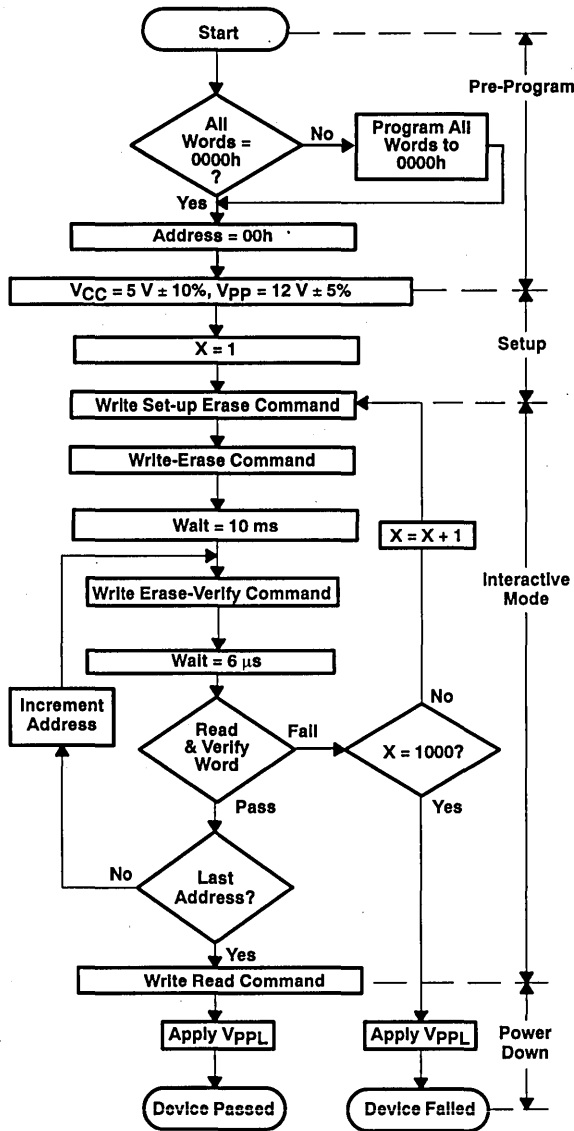 Start
Pre-Program
All
Words =
0000h
?
No
Program All
Words to
0000h
Yes
Address = 00h
VCC = 5 V ± 10%, VPP = 12 V ± 5%
Setup
X = 1
Write Set-up Erase Command
Write-Erase Command
Wait = 10 ms
X = X + 1
Interactive
Mode
Write Erase-Verify Command
Wait = 6 μs
Increment
Address
Read
& Verify
Word
Fail
No
X = 1000?
Pass
Yes
No
Last
Address?
Yes
Write Read Command
Apply VPPL
Apply VPPL
Power
Down
Device Passed
Device Failed